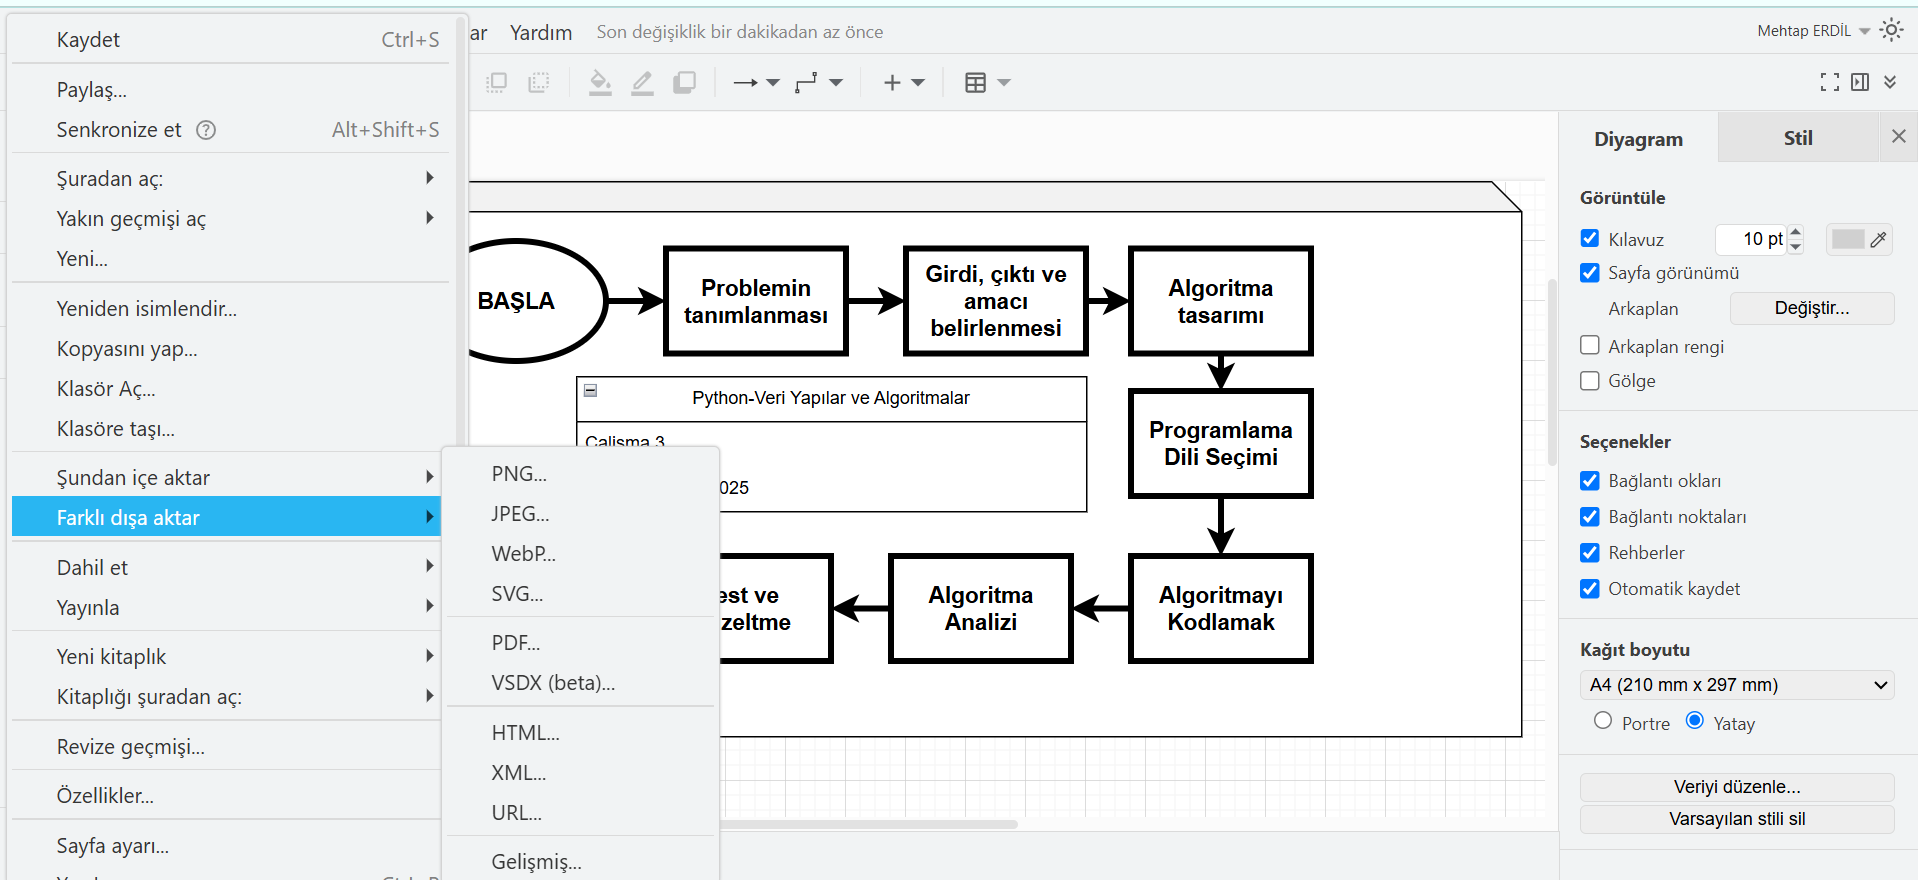 Kaydet Ctrl+S
Paylaş...
Senkronize et ? Alt+Shift+S
Şuradan aç:
Yakın geçmişi aç
Yeni...
Yeniden isimlendir...
Kopyasını yap...
Klasör Aç...
Klasöre taşı...
Şundan içe aktar
Farklı dışa aktar
Dahil et
Yayınla
Yeni kitaplık
Kitaplığı şuradan aç:
Revize geçmişi...
Özellikler...
Sayfa ayarı...
PNG...
JPEG...
WebP...
SVG...
PDF...
VSDX (beta)...
HTML...
XML...
URL...
Gelişmiş...
ar Yardım Son değişiklik bir dakikadan az önce
Mehtap ERDİL
BAŞLA
Problemin
tanımlanması
Girdi, çıktı ve
amacı
belirlenmesi
Algoritma
tasarımı
Python-Veri Yapılar ve Algoritmalar
Çalışma 3
025
Programlama
Dili Seçimi
est ve
zeltme
Algoritma
Analizi
Algoritmayı
Kodlamak
Diyagram
Stil
Görüntüle
Kılavuz 10 pt
Sayfa görünümü
Arkaplan Değiştir...
Arkaplan rengi
Gölge
Seçenekler
Bağlantı okları
Bağlantı noktaları
Rehberler
Otomatik kaydet
Kağıt boyutu
A4 (210 mm x 297 mm)
Portre Yatay
Veriyi düzenle...
Varsayılan stili sil